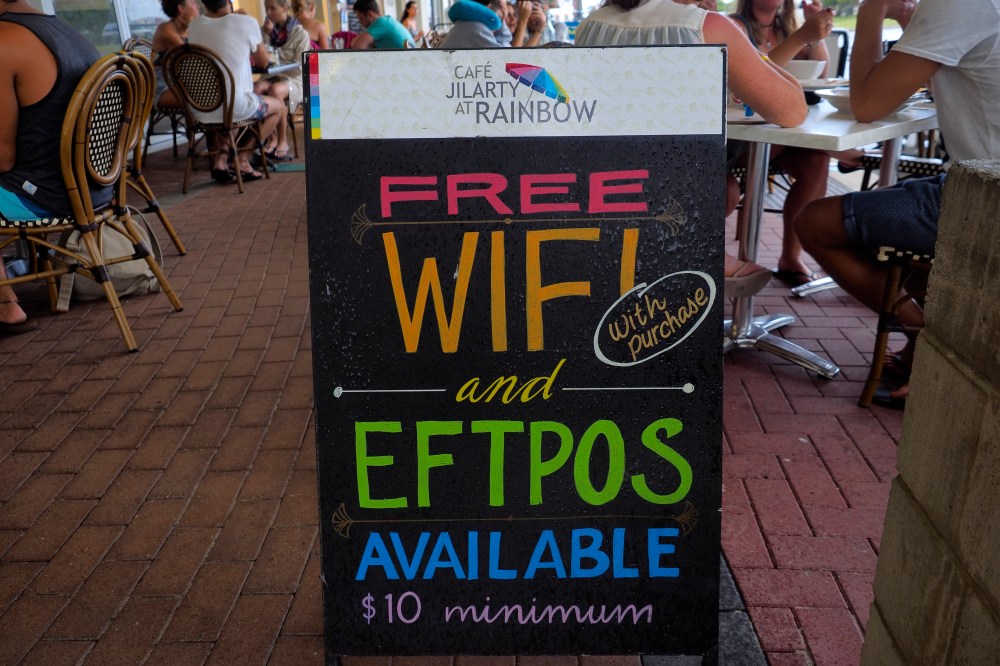 CAFÉ
JILARTY
AT RAINBOW
FREE
WIFI
with
purchase
and
EFTPOS
AVAILABLE
$10 minimum